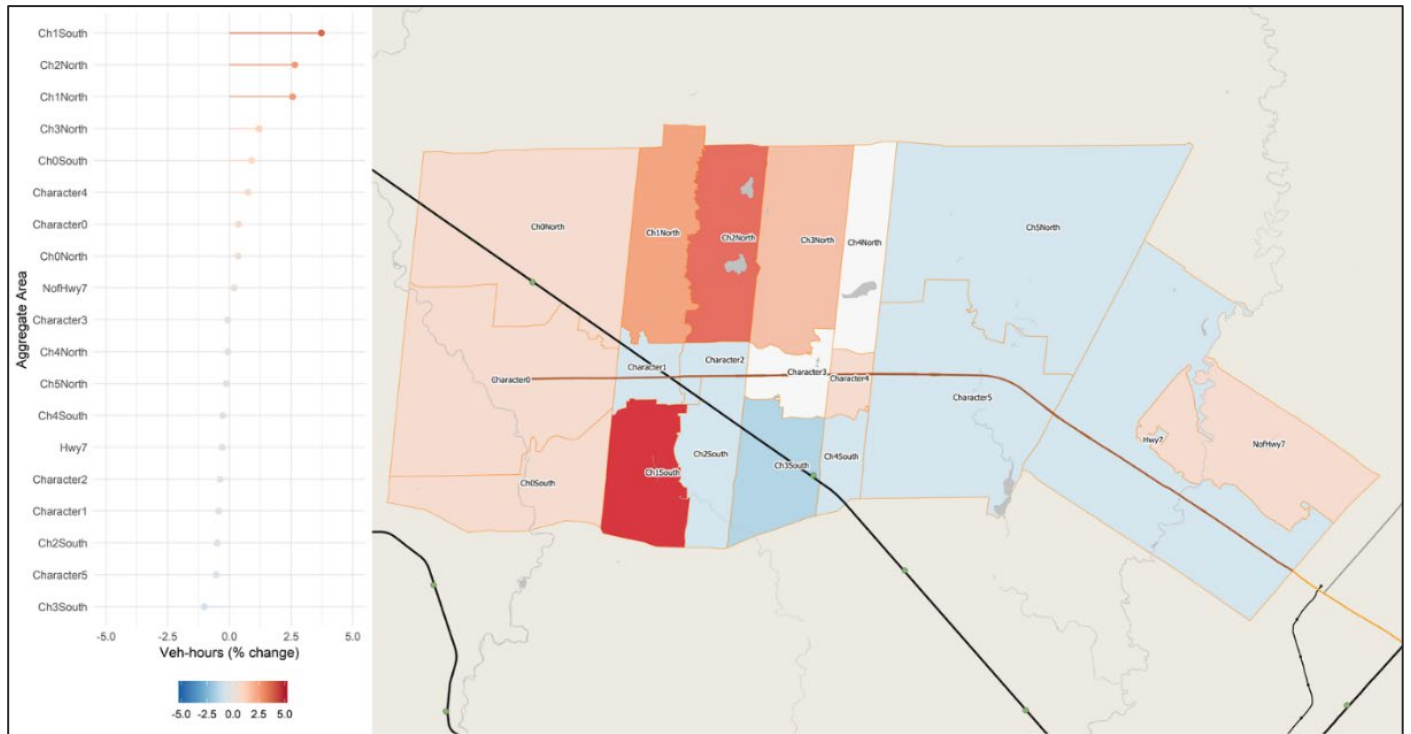 Ch1South
Ch2North
Ch1North
Ch3North
Ch0South
Character4
Character0
Ch0North
NofHwy7
Character3
Ch4North
Ch5North
Ch4South
Hwy7
Character2
Character1
Ch2South
Character5
Ch3South
Aggregate Area
-5.0 -2.5 0.0 2.5 5.0
Veh-hours (% change)
-5.0 -2.5 0.0 2.5 5.0
Ch0North
Ch1North
Ch2North
Ch3North
Ch4North
Ch5North
Character0
Character1
Character2
Character3
Character4
Character5
Hwy7
NofHwy7
Ch0South
Ch1South
Ch2South
Ch3South
Ch4South